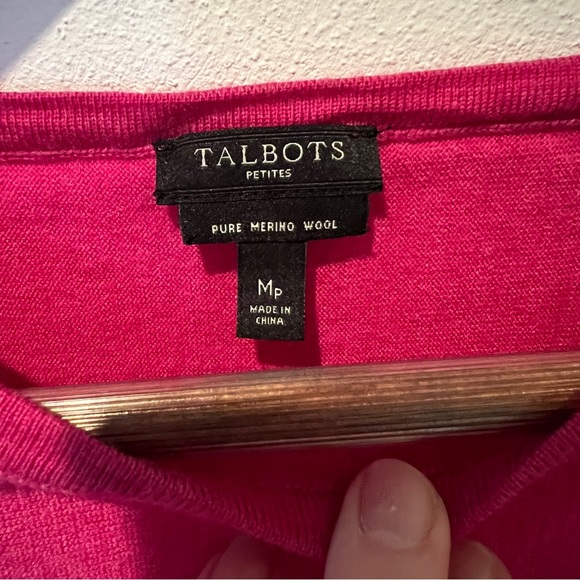 TALBOTS
PETITES
PURE MERINO WOOL
MP
MADE IN
CHINA